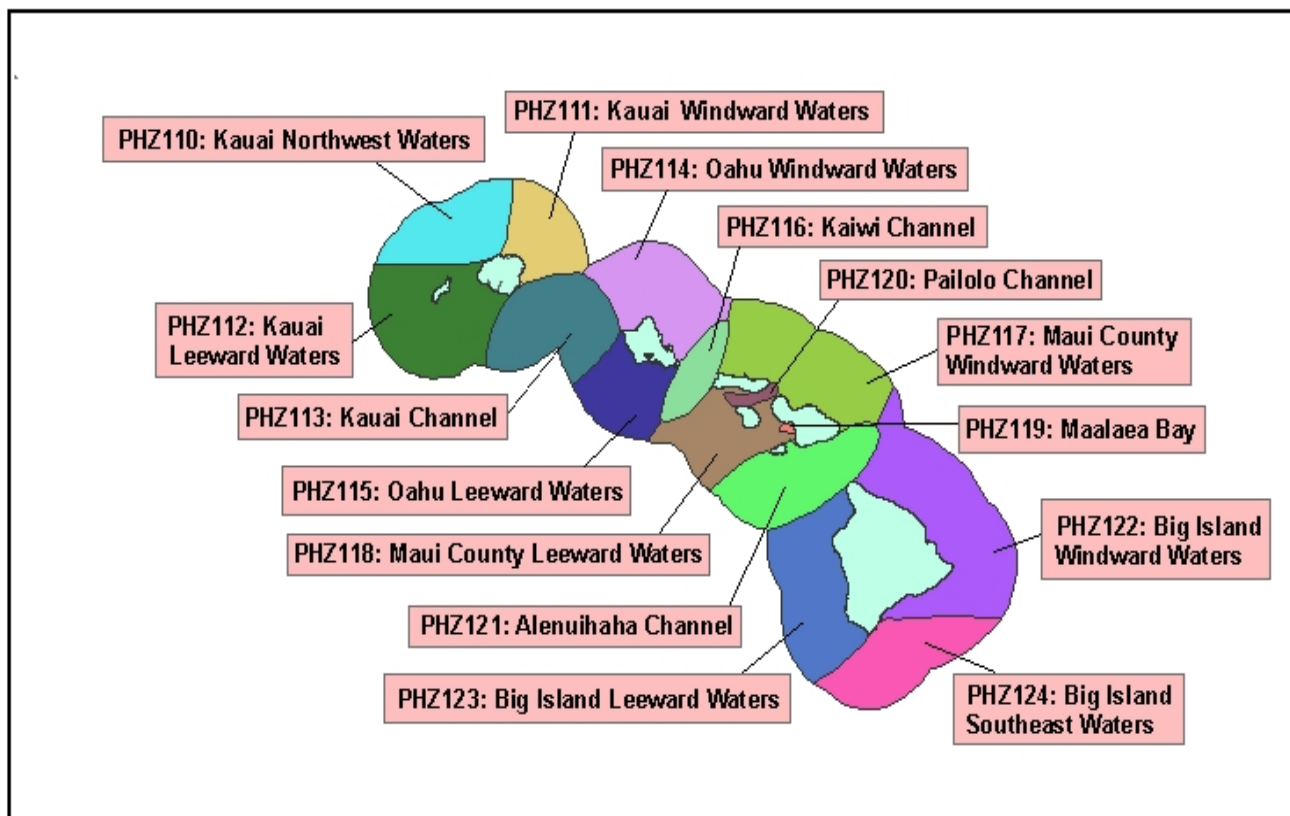 PHZ111: Kauai Windward Waters
PHZ110: Kauai Northwest Waters
PHZ114: Oahu Windward Waters
PHZ116: Kaiwi Channel
PHZ120: Pailolo Channel
PHZ112: Kauai
Leeward Waters
PHZ117: Maui County
Windward Waters
PHZ113: Kauai Channel
PHZ119: Maalaea Bay
PHZ115: Oahu Leeward Waters
PHZ118: Maui County Leeward Waters
PHZ122: Big Island
Windward Waters
PHZ121: Alenuihaha Channel
PHZ123: Big Island Leeward Waters
PHZ124: Big Island
Southeast Waters